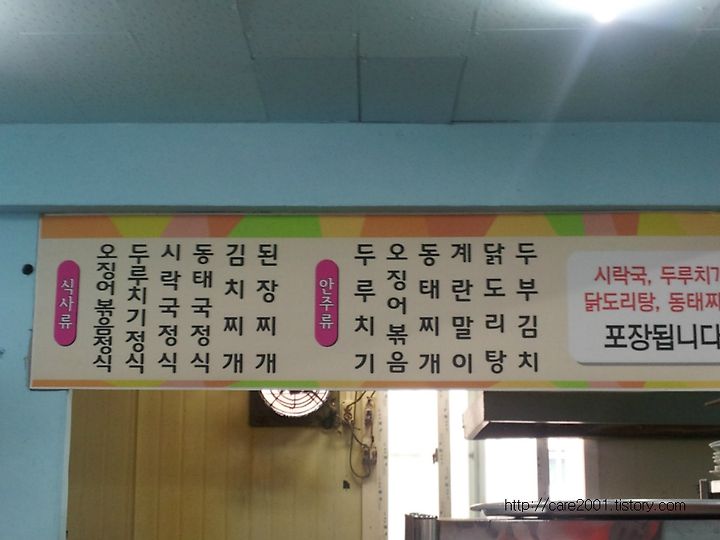 식사류
오징어볶음정식
두루치기정식
시락국정식
동태국정식
김치찌개
된장찌개
안주류
두루치기
오징어볶음
동태찌개
계란말이
닭도리탕
두부김치
시락국, 두루치기
닭도리탕, 동태찌
포장됩니다
http://care2001.tistory.com